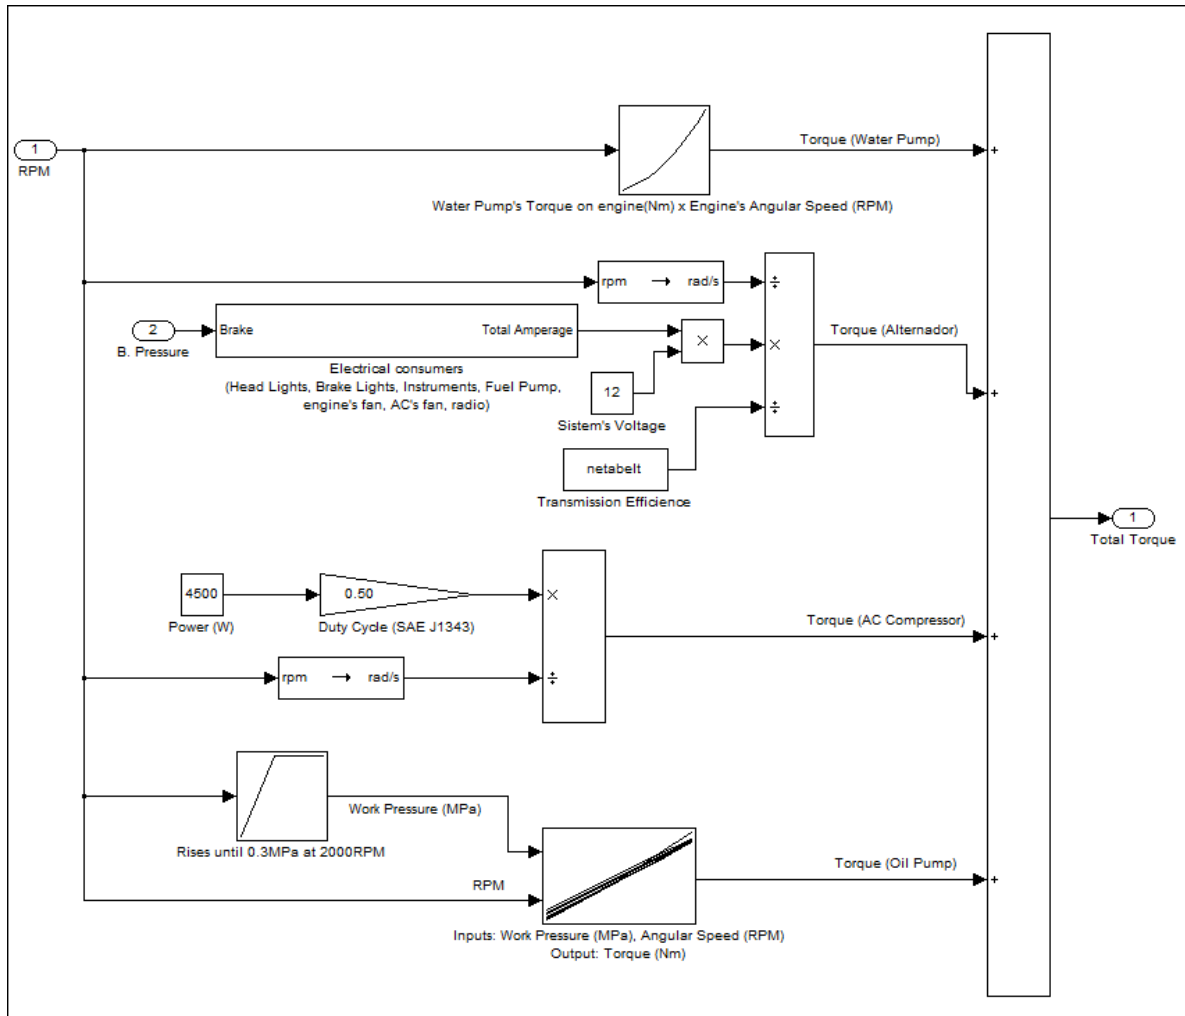 1
RPM
Torque (Water Pump)
+
Water Pump's Torque on engine(Nm) x Engine's Angular Speed (RPM)
rpm → rad/s
÷
2
B. Pressure
Brake
Total Amperage
×
×
Torque (Alternador)
Electrical consumers
(Head Lights, Brake Lights, Instruments, Fuel Pump,
engine's fan, AC's fan, radio)
12
Sistem's Voltage
÷
+
netabelt
Transmission Efficience
1
Total Torque
4500
Power (W)
0.50
Duty Cycle (SAE J1343)
×
Torque (AC Compressor)
+
rpm → rad/s
÷
Work Pressure (MPa)
Rises until 0.3MPa at 2000RPM
RPM
Torque (Oil Pump)
+
Inputs: Work Pressure (MPa), Angular Speed (RPM)
Output: Torque (Nm)